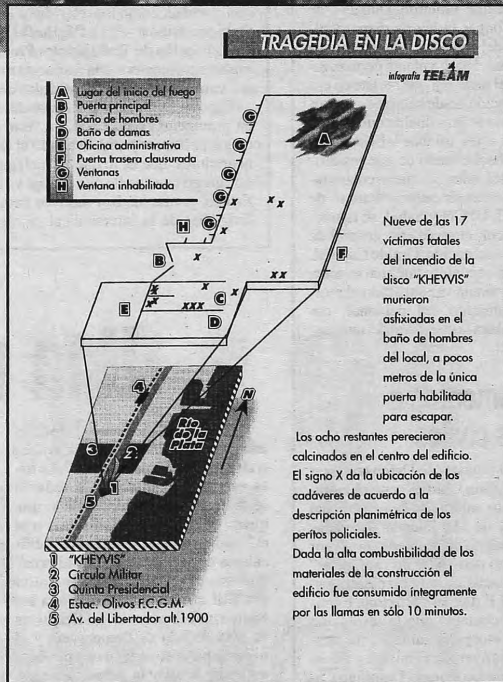 TRAGEDIA EN LA DISCO
infografía TELAM
A Lugar del inicio del fuego
B Puerta principal
C Baño de hombres
D Baño de damas
E Oficina administrativa
F Puerta trasera clausurada
G Ventanas
H Ventana inhabilitada
A
G
G
G
G
G
H
B
F
E
C
D
X X X X X X X X XXX X X
Nueve de las 17
víctimas fatales
del incendio de la
disco "KHEYVIS"
murieron
asfixiadas en el
baño de hombres
del local, a pocos
metros de la única
puerta habilitada
para escapar.
Los ocho restantes perecieron
calcinados en el centro del edificio.
El signo X da la ubicación de los
cadáveres de acuerdo a la
descripción planimétrica de los
peritos policiales.
Dada la alta combustibilidad de los
materiales de la construcción el
edificio fue consumido íntegramente
por las llamas en sólo 10 minutos.
4
3
2
5
1
Río
de la
Plata
N
1 "KHEYVIS"
2 Circulo Militar
3 Quinta Presidencial
4 Estac. Olivos F.C.G.M.
5 Av. del Libertador alt.1900